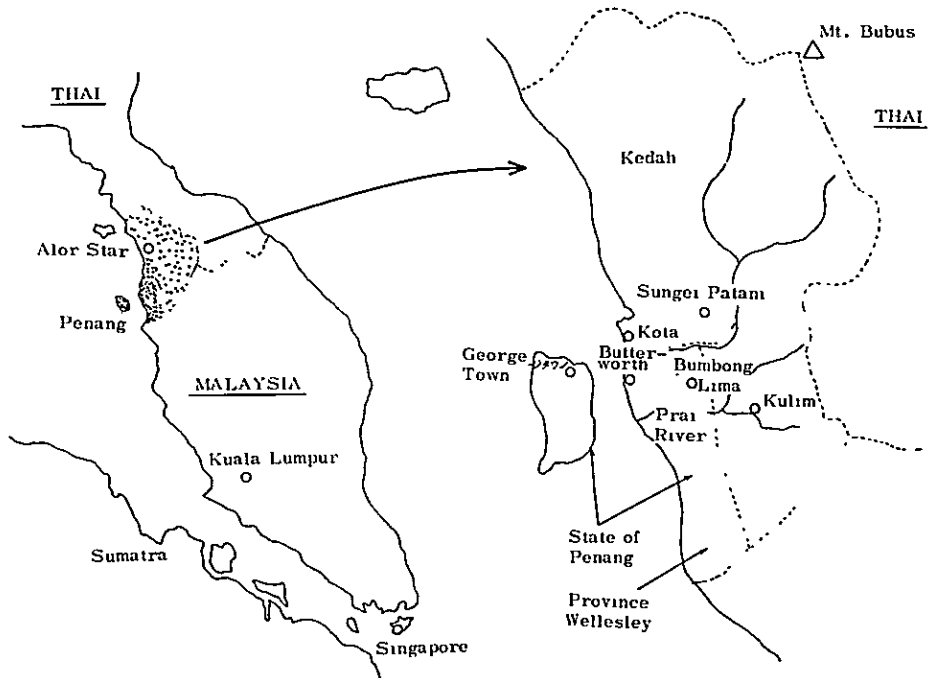 Mt. Bubus
THAI
THAI
Kedah
Alor Star
Sungei Patani
Penang
Kota
George
Town
Butter-
worth
Bumbong
Lima
MALAYSIA
Kulim
Prai
River
Kuala Lumpur
State of
Penang
Sumatra
Province
Wellesley
Singapore